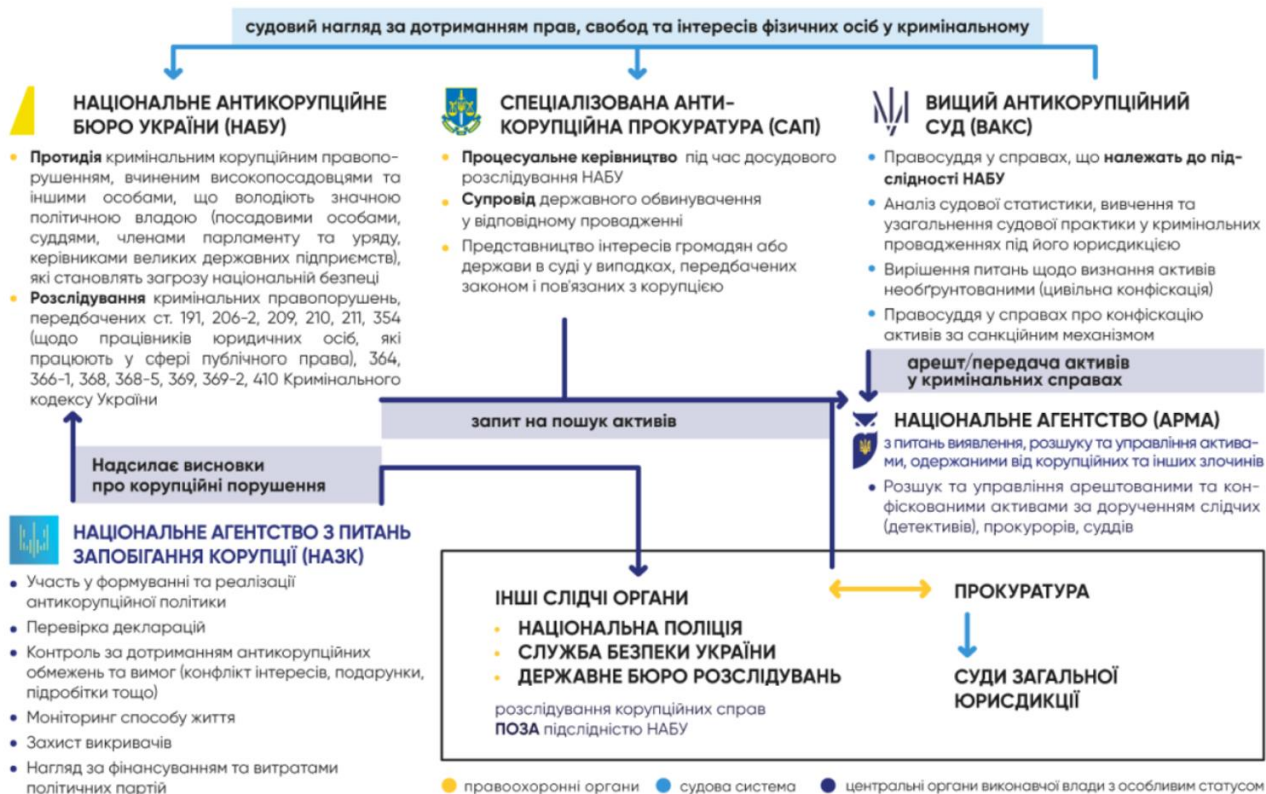 судовий нагляд за дотриманням прав, свобод та інтересів фізичних осіб у кримінальному
НАЦІОНАЛЬНЕ АНТИКОРУПЦІЙНЕ
БЮРО УКРАЇНИ (НАБУ)
• Протидія кримінальним корупційним правопо-
рушенням, вчиненим високопосадовцями та
іншими особами, що володіють значною
політичною владою (посадовими особами,
суддями, членами парламенту та уряду,
керівниками великих державних підприємств),
які становлять загрозу національній безпеці
• Розслідування кримінальних правопорушень,
передбачених ст. 191, 206-2, 209, 210, 211, 354
(щодо працівників юридичних осіб, які
працюють у сфері публічного права), 364,
366-1, 368, 368-5, 369, 369-2, 410 Кримінального
кодексу України
СПЕЦІАЛІЗОВАНА АНТИ-
КОРУПЦІЙНА ПРОКУРАТУРА (САП)
• Процесуальне керівництво під час досудового
розслідування НАБУ
• Супровід державного обвинувачення
у відповідному провадженні
• Представництво інтересів громадян або
держави в суді у випадках, передбачених
законом і пов'язаних з корупцією
ВИЩИЙ АНТИКОРУПЦІЙНИЙ
СУД (ВАКС)
• Правосуддя у справах, що належать до під-
слідності НАБУ
• Аналіз судової статистики, вивчення та
узагальнення судової практики у кримінальних
провадженнях під його юрисдикцією
• Вирішення питань щодо визнання активів
необґрунтованими (цивільна конфіскація)
• Правосуддя у справах про конфіскацію
активів за санкційним механізмом
арешт/передача активів
у кримінальних справах
запит на пошук активів
НАЦІОНАЛЬНЕ АГЕНТСТВО (АРМА)
з питань виявлення, розшуку та управління актива-
ми, одержаними від корупційних та інших злочинів
• Розшук та управління арештованими та кон-
фіскованими активами за дорученням слідчих
(детективів), прокурорів, суддів
Надсилає висновки
про корупційні порушення
НАЦІОНАЛЬНЕ АГЕНТСТВО З ПИТАНЬ
ЗАПОБІГАННЯ КОРУПЦІЇ (НАЗК)
• Участь у формуванні та реалізації
антикорупційної політики
• Перевірка декларацій
• Контроль за дотриманням антикорупційних
обмежень та вимог (конфлікт інтересів, подарунки,
підробітки тощо)
• Моніторинг способу життя
• Захист викривачів
• Нагляд за фінансуванням та витратами
політичних партій
ІНШІ СЛІДЧІ ОРГАНИ
• НАЦІОНАЛЬНА ПОЛІЦІЯ
• СЛУЖБА БЕЗПЕКИ УКРАЇНИ
• ДЕРЖАВНЕ БЮРО РОЗСЛІДУВАНЬ
розслідування корупційних справ
ПОЗА підслідністю НАБУ
ПРОКУРАТУРА
СУДИ ЗАГАЛЬНОЇ
ЮРИСДИКЦІЇ
правоохоронні органи судова система центральні органи виконавчої влади з особливим статусом